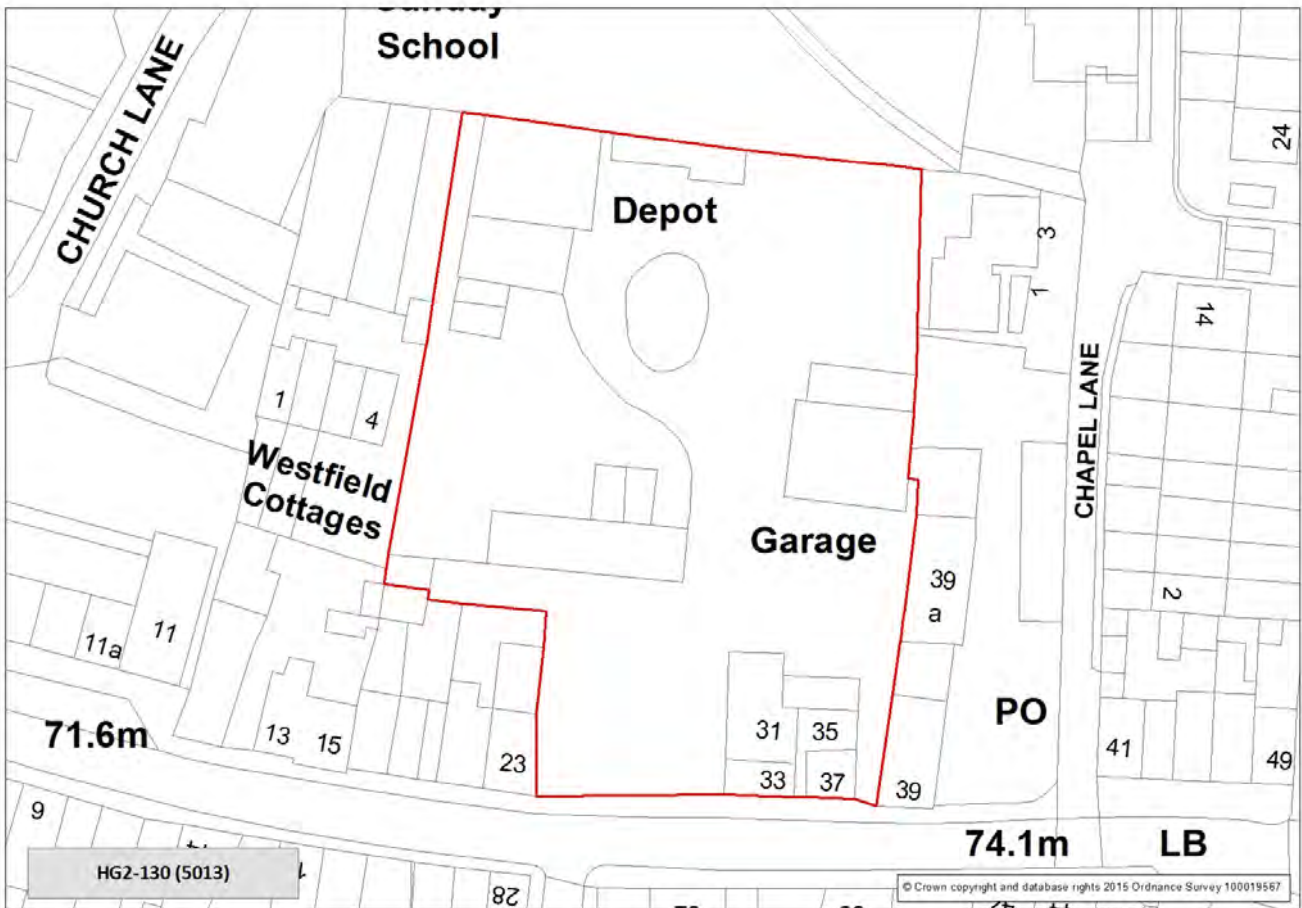 School
CHURCH LANE
24
Depot
3
1
14
1
4
CHAPEL LANE
Westfield
Cottages
Garage
39
a
2
11a
11
PO
71.6m
13
15
31
35
41
49
23
33
37
39
9
74.1m
LB
HG2-130 (5013)
28
© Crown copyright and database rights 2015 Ordnance Survey 100019567